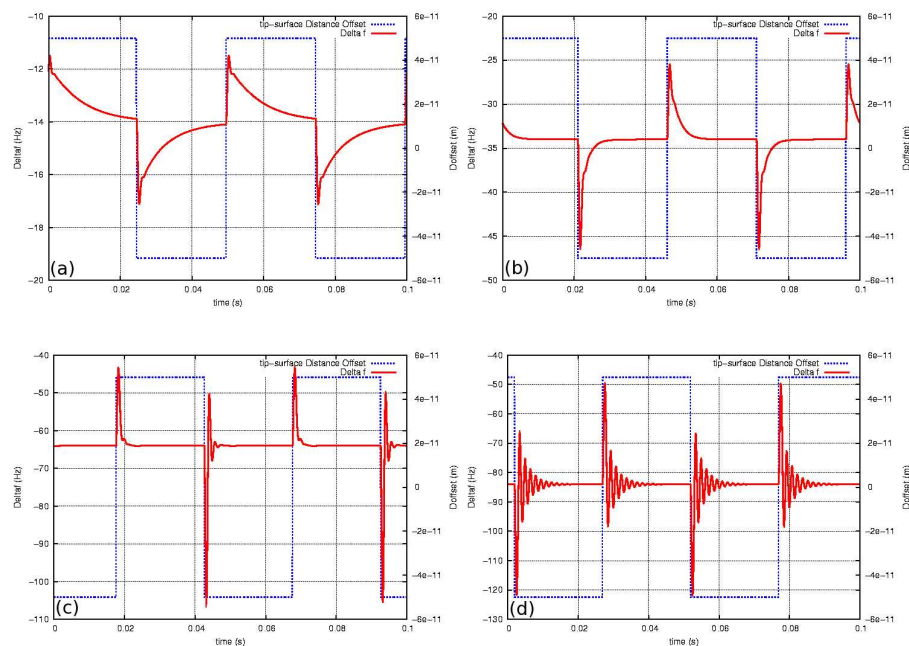 tip-surface Distance Offset
Delta f
-10
-12
-14
-16
-18
-20
6e-11
4e-11
2e-11
0
-2e-11
-4e-11
-6e-11
0
0.02
0.04
0.06
0.08
0.1
Deltaf (Hz)
Doffset (m)
time (s)
(a)
tip-surface Distance Offset
Delta f
-20
-25
-30
-35
-40
-45
-50
6e-11
4e-11
2e-11
0
-2e-11
-4e-11
-6e-11
0
0.02
0.04
0.06
0.08
0.1
Deltaf (Hz)
Doffset (m)
time (s)
(b)
tip-surface Distance Offset
Delta f
-40
-50
-60
-70
-80
-90
-100
-110
6e-11
4e-11
2e-11
0
-2e-11
-4e-11
-6e-11
0
0.02
0.04
0.06
0.08
0.1
Deltaf (Hz)
Doffset (m)
time (s)
(c)
tip-surface Distance Offset
Delta f
-40
-50
-60
-70
-80
-90
-100
-110
-120
-130
6e-11
4e-11
2e-11
0
-2e-11
-4e-11
-6e-11
0
0.02
0.04
0.06
0.08
0.1
Deltaf (Hz)
Doffset (m)
time (s)
(d)